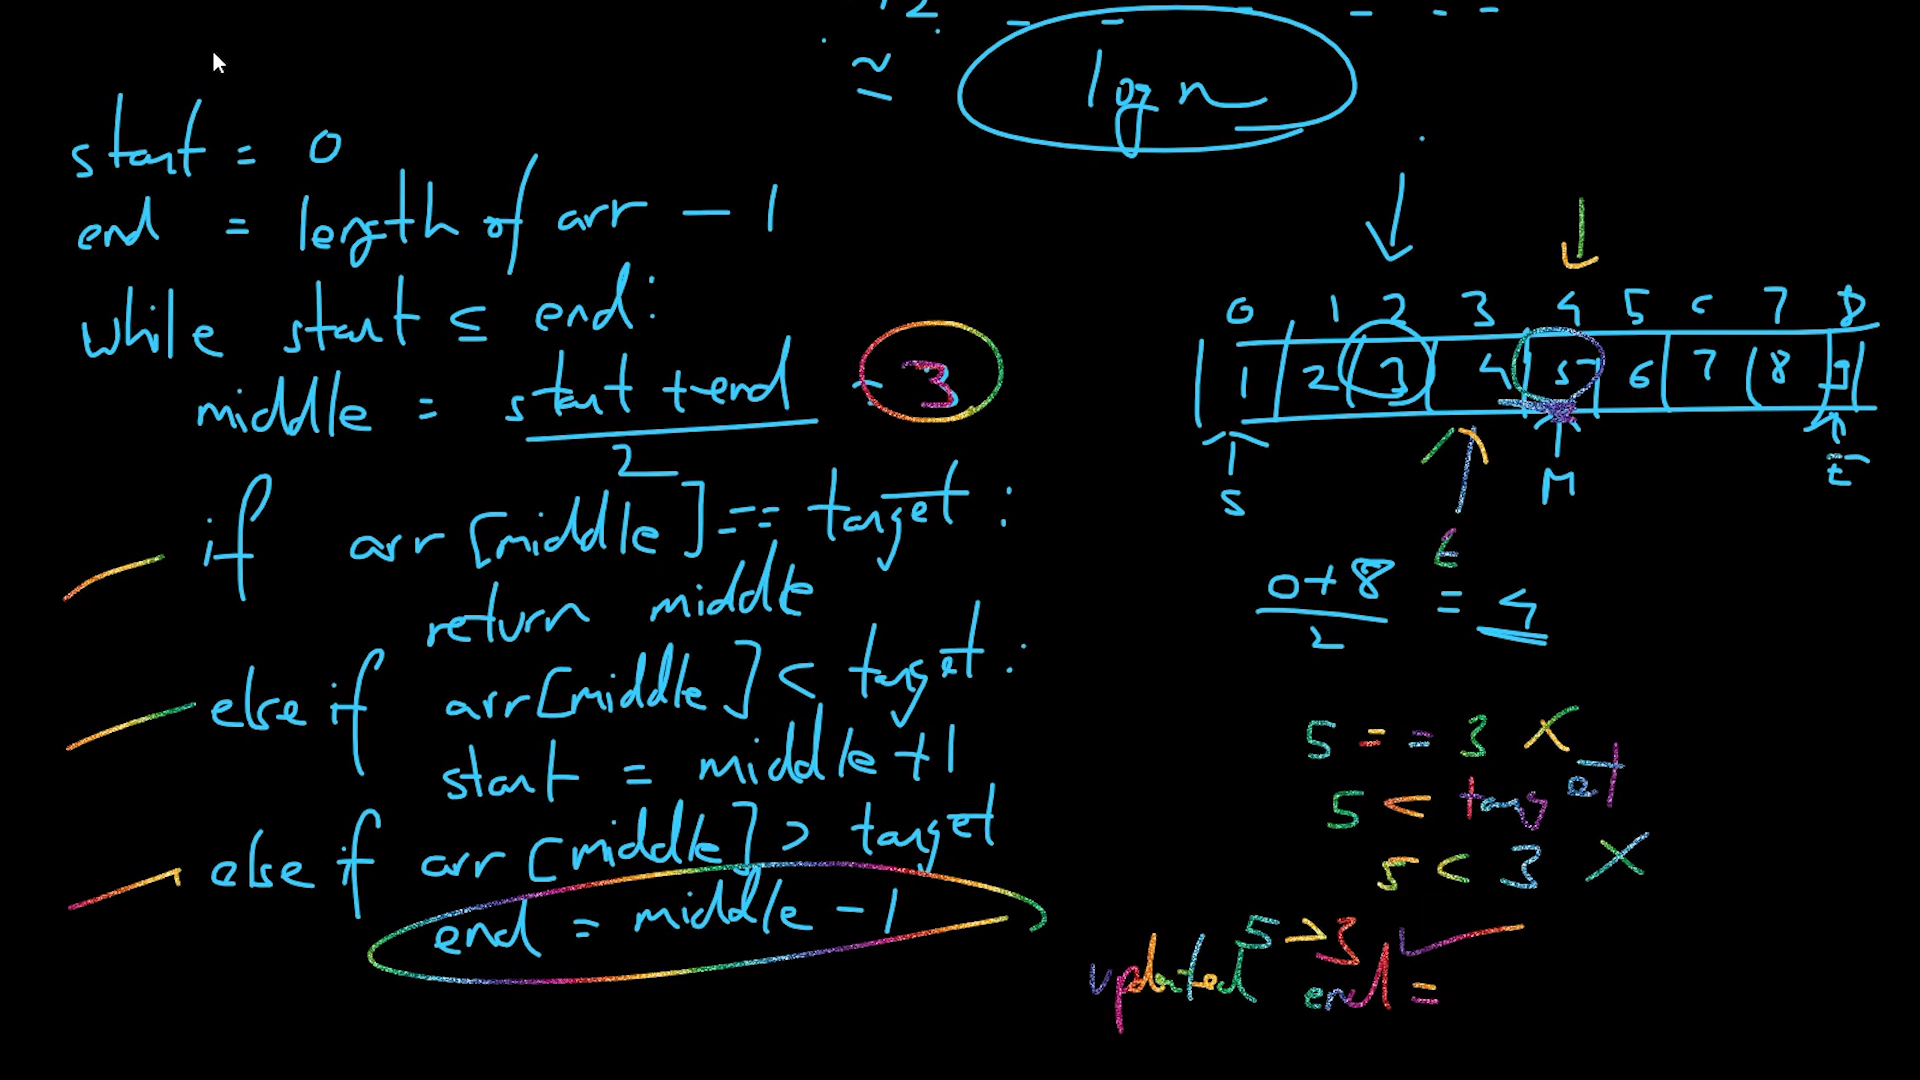 ≃ log n
start = 0
end = length of arr - 1
while start ≤ end:
middle = start + end
2
= 3
if arr [middle] == target:
return middle
else if arr [middle] < target:
start = middle + 1
else if arr [middle] > target
end = middle - 1
0 1 2 3 4 5 6 7 8
1 2 3 4 5 6 7 8 9
S M E
E
0+8
2
= 4
5 == 3 X
5 < target
5 < 3 X
5 > 3 ✓
updated end =